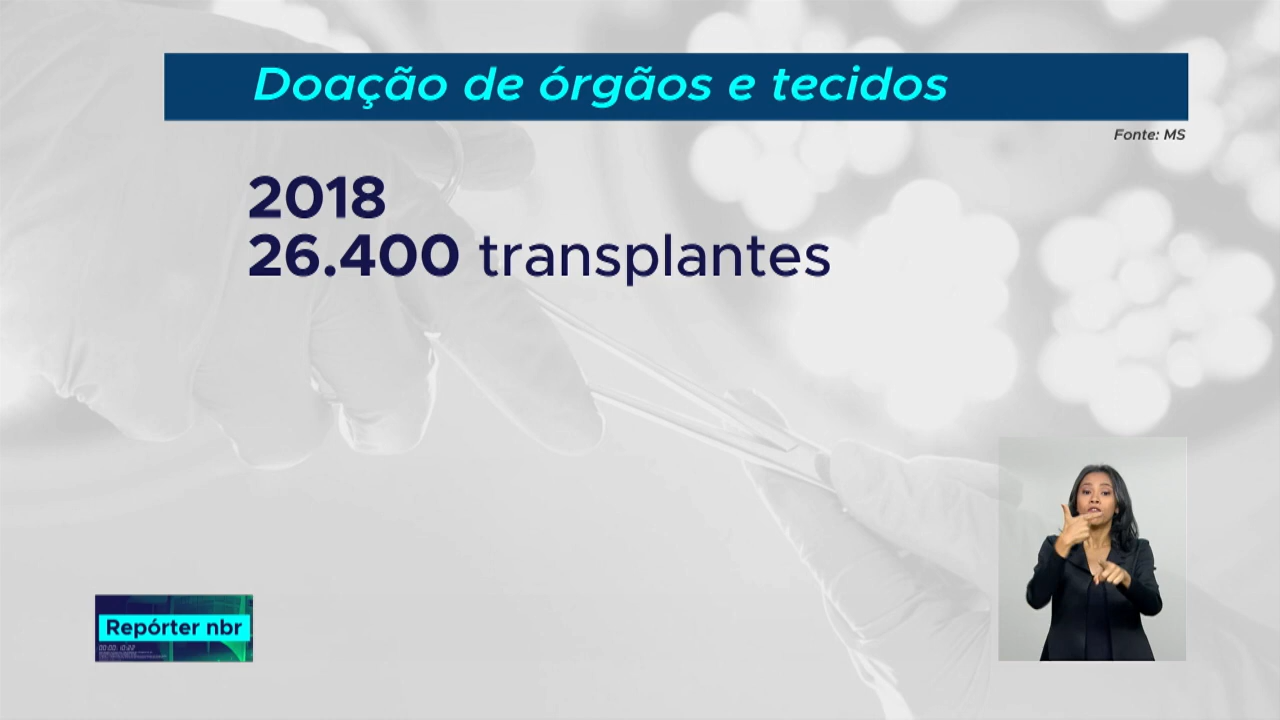 Doação de órgãos e tecidos
Fonte: MS
2018
26.400 transplantes
Repórter nbr